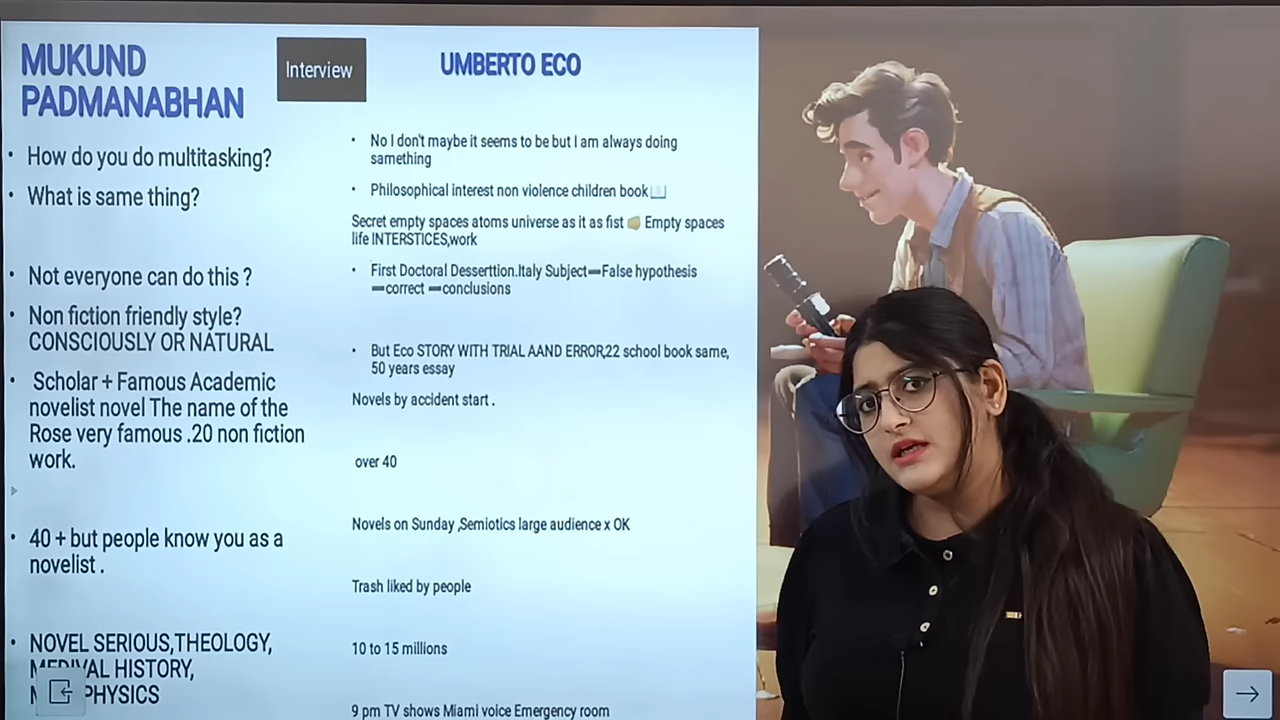 MUKUND
PADMANABHAN
How do you do multitasking?
What is same thing?
Not everyone can do this ?
Non fiction friendly style?
CONSCIOUSLY OR NATURAL
Scholar + Famous Academic
novelist novel The name of the
Rose very famous .20 non fiction
work.
40 + but people know you as a
novelist .
NOVEL SERIOUS,THEOLOGY,
HISTORY,
Interview
UMBERTO ECO
No I don't maybe it seems to be but I am always doing
samething
Philosophical interest non violence children book📖
Secret empty spaces atoms universe as it as fist 🤛 Empty spaces
life INTERSTICES,work
First Doctoral Desserttion.Italy Subject➖False hypothesis
➖correct ➖conclusions
But Eco STORY WITH TRIAL AAND ERROR,22 school book same,
50 years essay
Novels by accident start .
over 40
Novels on Sunday ,Semiotics large audience x OK
Trash liked by people
10 to 15 millions
9 pm TV shows Miami voice Emergency room